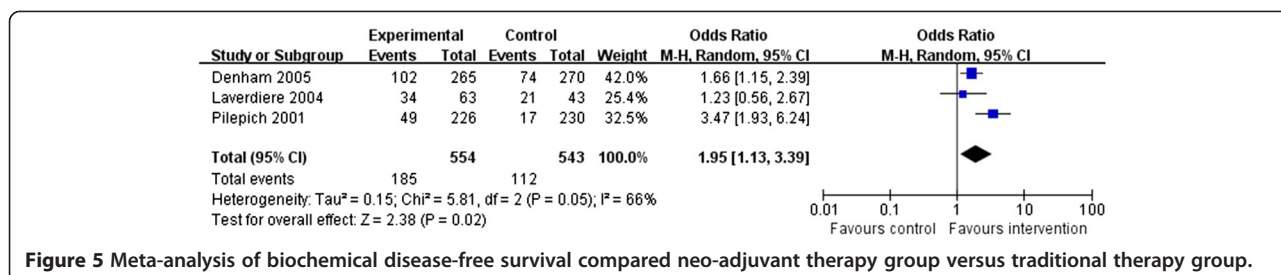 Experimental Control Odds Ratio Odds Ratio
Study or Subgroup Events Total Events Total Weight M-H, Random, 95% CI M-H, Random, 95% CI
Denham 2005 102 265 74 270 42.0% 1.66 [1.15, 2.39]
Laverdiere 2004 34 63 21 43 25.4% 1.23 [0.56, 2.67]
Pilepich 2001 49 226 17 230 32.5% 3.47 [1.93, 6.24]
Total (95% CI) 554 543 100.0% 1.95 [1.13, 3.39]
Total events 185 112
Heterogeneity: Tau² = 0.15; Chi² = 5.81, df = 2 (P = 0.05); I² = 66%
Test for overall effect: Z = 2.38 (P = 0.02)
0.01 0.1 1 10 100
Favours control Favours intervention
Figure 5 Meta-analysis of biochemical disease-free survival compared neo-adjuvant therapy group versus traditional therapy group.